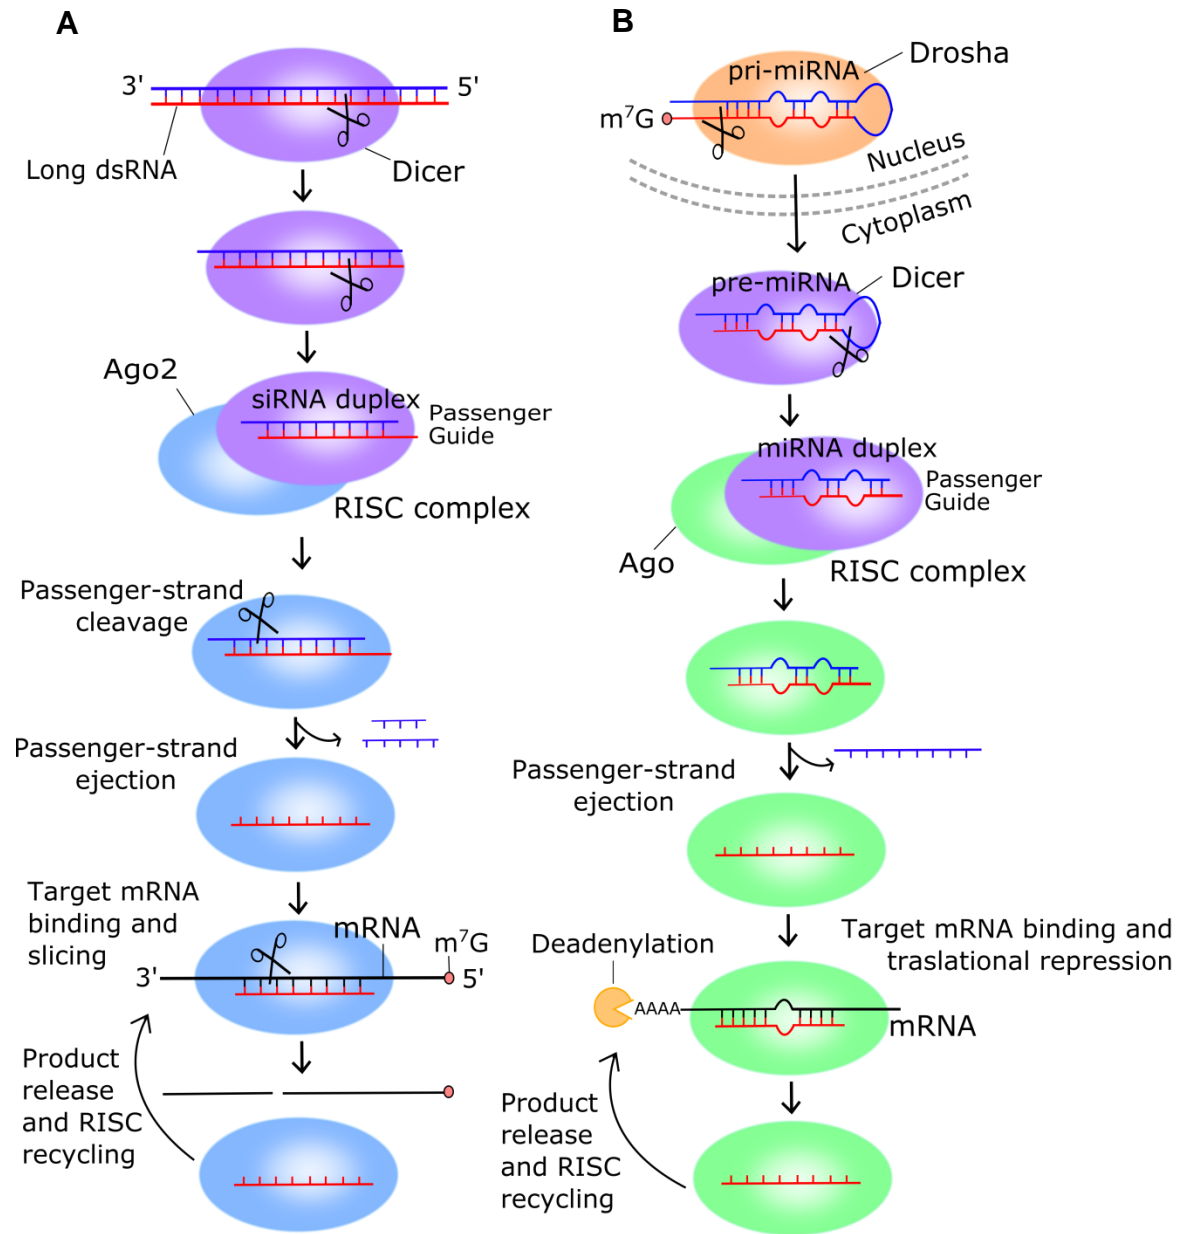 A
3'
5'
Long dsRNA
Dicer
Ago2
siRNA duplex
Passenger
Guide
RISC complex
Passenger-strand
cleavage
Passenger-strand
ejection
Target mRNA
binding and
slicing
mRNA
m⁷G
3'
5'
Product
release
and RISC
recycling
B
pri-miRNA
Drosha
m⁷G
Nucleus
Cytoplasm
pre-miRNA
Dicer
miRNA duplex
Passenger
Guide
Ago
RISC complex
Passenger-strand
ejection
Target mRNA binding and
traslational repression
Deadenylation
AAAA
mRNA
Product
release
and RISC
recycling